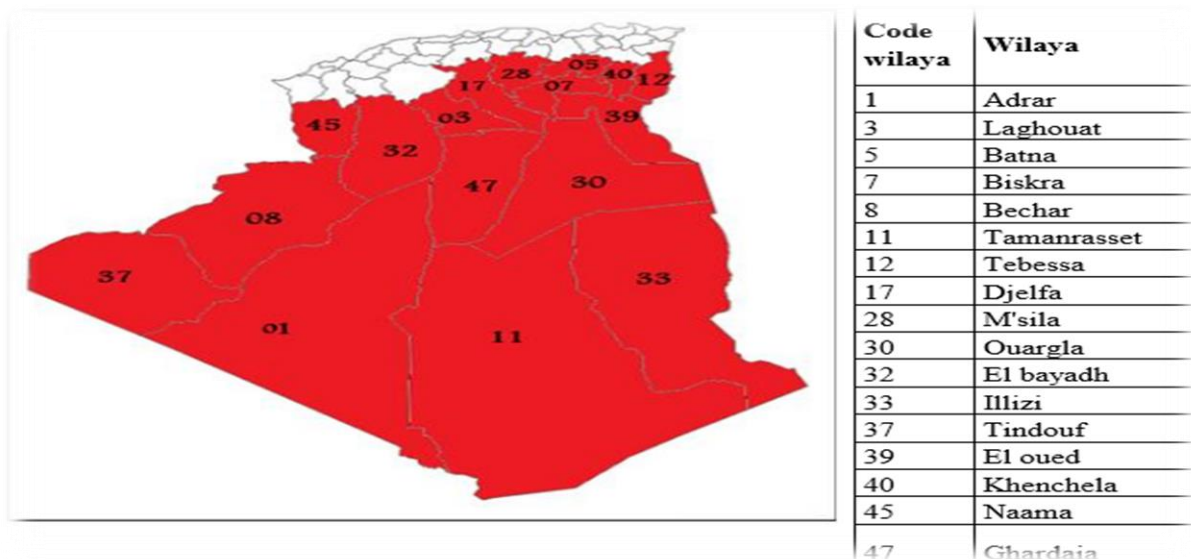 05
28
40
12
17
07
03
39
45
32
47
30
08
37
33
01
11
Code wilaya Wilaya
1 Adrar
3 Laghouat
5 Batna
7 Biskra
8 Bechar
11 Tamanrasset
12 Tebessa
17 Djelfa
28 M'sila
30 Ouargla
32 El bayadh
33 Illizi
37 Tindouf
39 El oued
40 Khenchela
45 Naama
47 Ghardaia